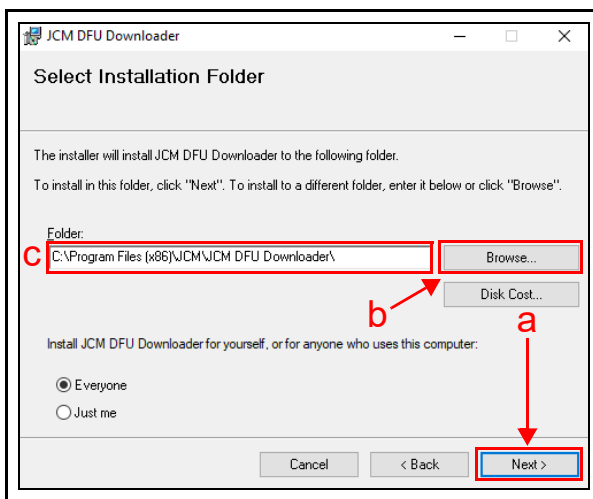 JCM DFU Downloader
Select Installation Folder
The installer will install JCM DFU Downloader to the following folder.
To install in this folder, click "Next". To install to a different folder, enter it below or click "Browse".
Folder:
C C:\Program Files (x86)\JCM\JCM DFU Downloader\ Browse...
b Disk Cost...
a
Install JCM DFU Downloader for yourself, or for anyone who uses this computer:
Everyone
Just me
Cancel < Back Next >